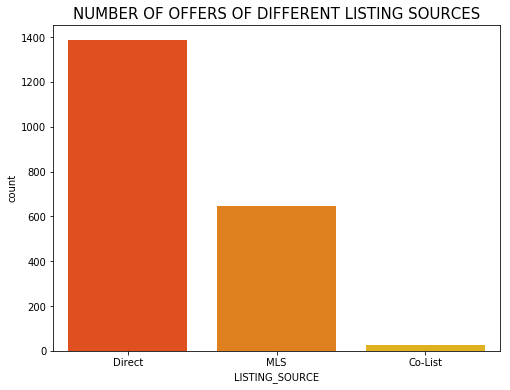 NUMBER OF OFFERS OF DIFFERENT LISTING SOURCES
1400
1200
1000
800
600
400
200
0
count
Direct MLS Co-List
LISTING_SOURCE